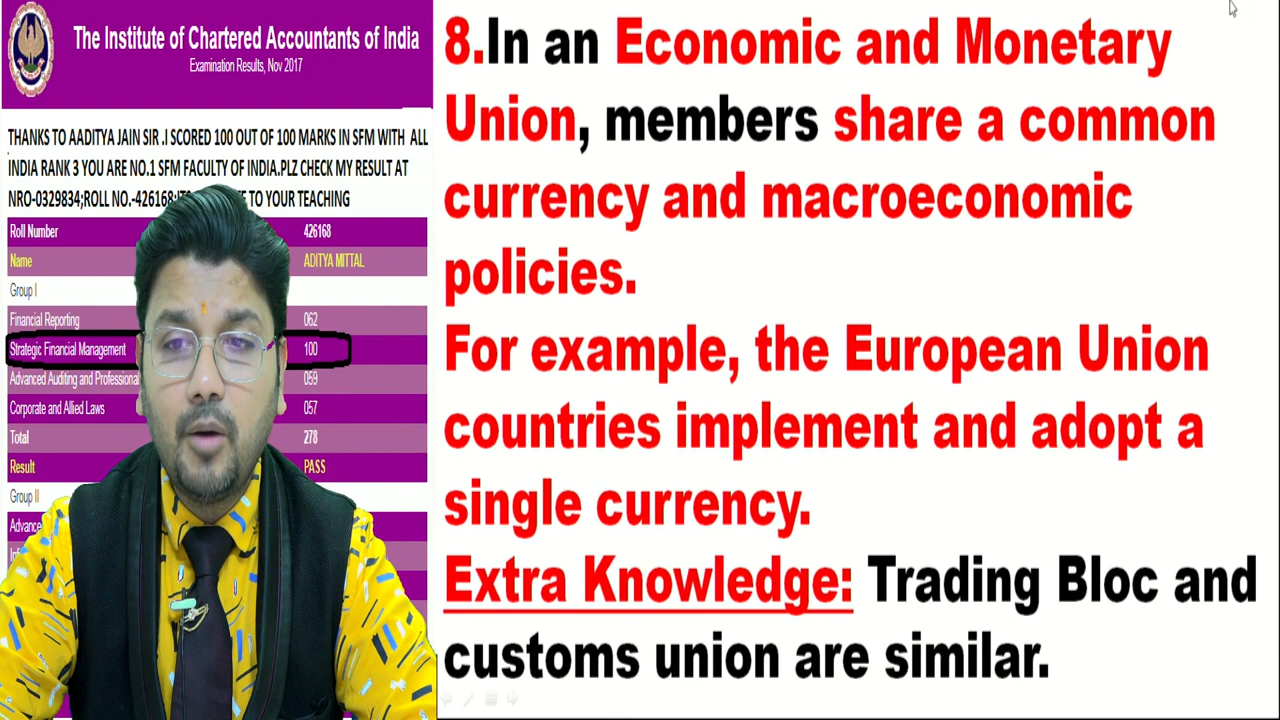 The Institute of Chartered Accountants of India
Examination Results, Nov 2017
THANKS TO AADITYA JAIN SIR .I SCORED 100 OUT OF 100 MARKS IN SFM WITH ALL
INDIA RANK 3 YOU ARE NO.1 SFM FACULTY OF INDIA.PLZ CHECK MY RESULT AT
NRO-0329834;ROLL NO.-426168: TO YOUR TEACHING
Roll Number 426168
Name ADITYA MITTAL
Group I
Financial Reporting 062
Strategic Financial Management 100
Advanced Auditing and Professional 059
Corporate and Allied Laws 057
Total 278
Result PASS
Group II
8.In an Economic and Monetary
Union, members share a common
currency and macroeconomic
policies.
For example, the European Union
countries implement and adopt a
single currency.
Extra Knowledge: Trading Bloc and
customs union are similar.